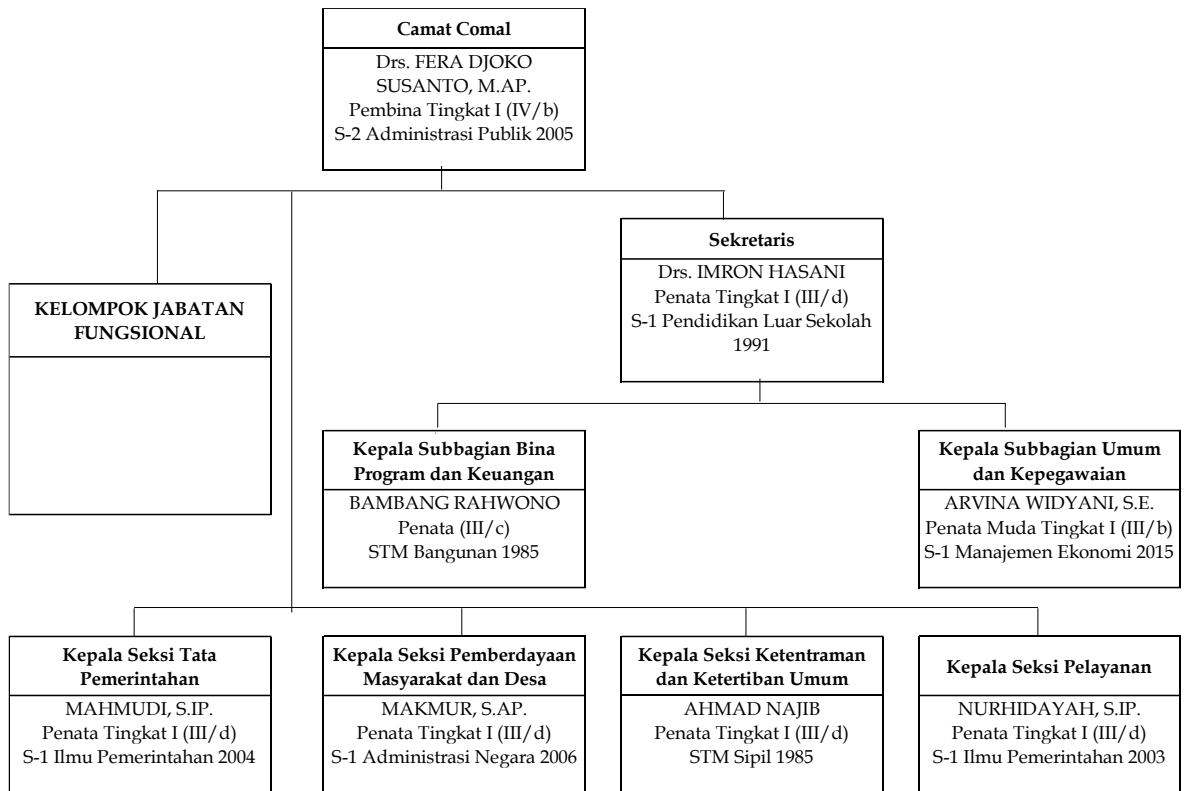 Camat Comal
Drs. FERA DJOKO
SUSANTO, M.AP.
Pembina Tingkat I (IV/b)
S-2 Administrasi Publik 2005
Sekretaris
Drs. IMRON HASANI
Penata Tingkat I (III/d)
S-1 Pendidikan Luar Sekolah
1991
KELOMPOK JABATAN
FUNGSIONAL
Kepala Subbagian Bina
Program dan Keuangan
BAMBANG RAHWONO
Penata (III/c)
STM Bangunan 1985
Kepala Subbagian Umum
dan Kepegawaian
ARVINA WIDYANI, S.E.
Penata Muda Tingkat I (III/b)
S-1 Manajemen Ekonomi 2015
Kepala Seksi Tata
Pemerintahan
MAHMUDI, S.IP.
Penata Tingkat I (III/d)
S-1 Ilmu Pemerintahan 2004
Kepala Seksi Pemberdayaan
Masyarakat dan Desa
MAKMUR, S.AP.
Penata Tingkat I (III/d)
S-1 Administrasi Negara 2006
Kepala Seksi Ketentraman
dan Ketertiban Umum
AHMAD NAJIB
Penata Tingkat I (III/d)
STM Sipil 1985
Kepala Seksi Pelayanan
NURHIDAYAH, S.IP.
Penata Tingkat I (III/d)
S-1 Ilmu Pemerintahan 2003